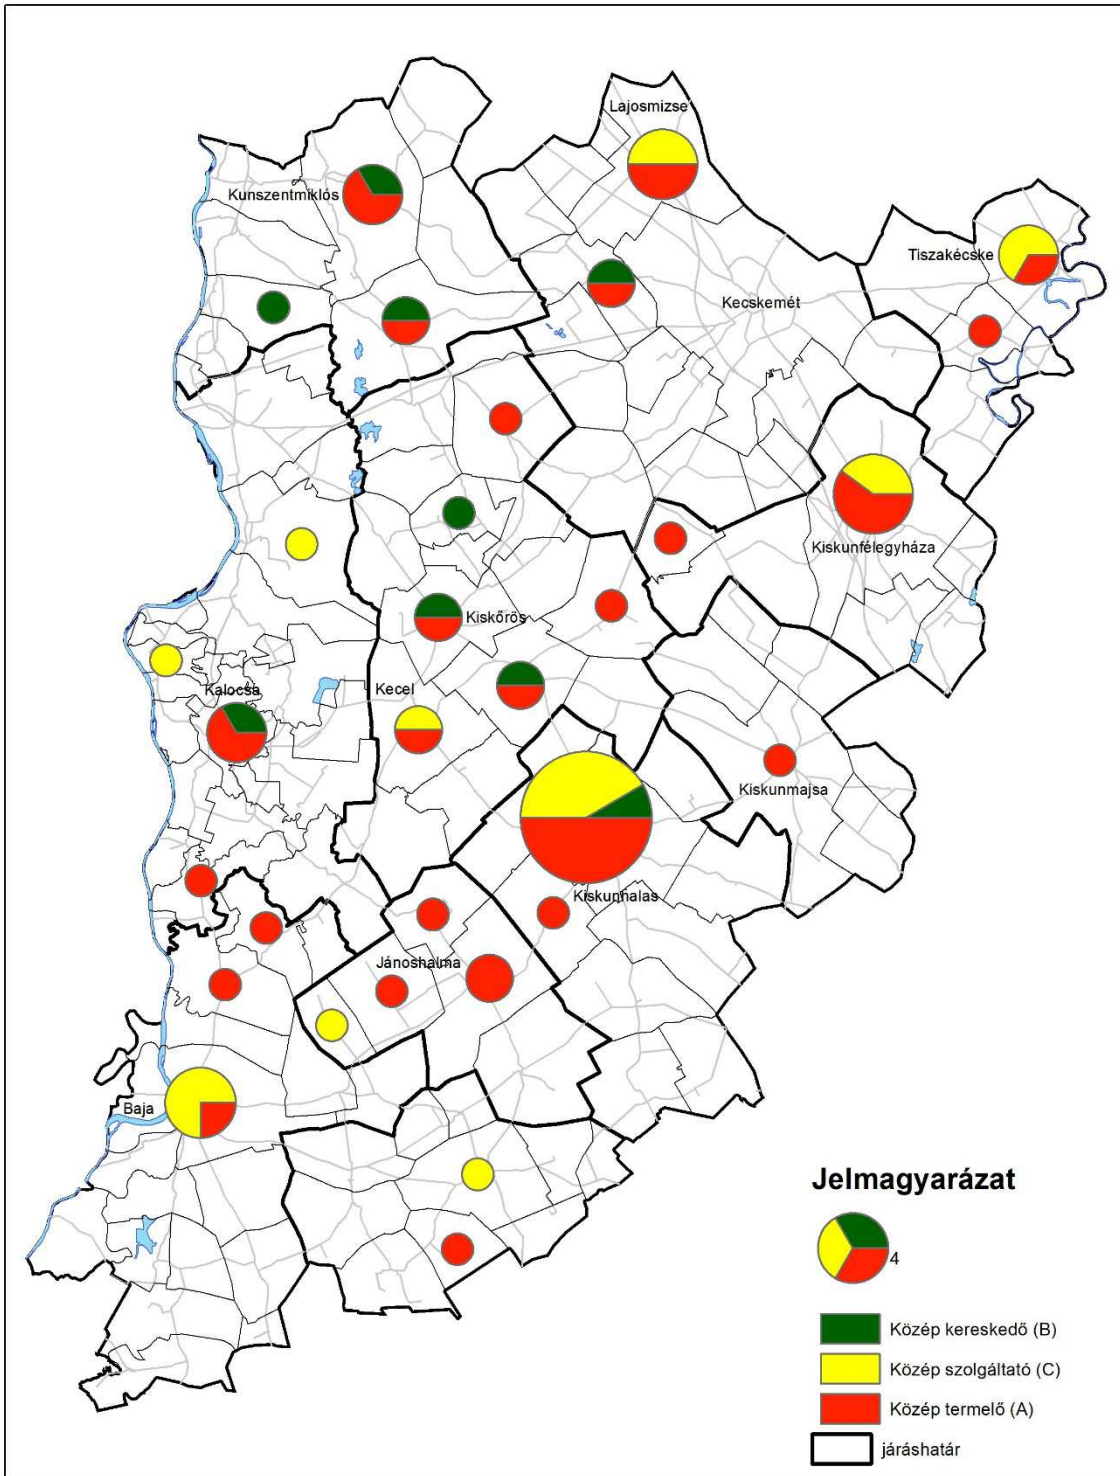 Lajosmizse
Kunszentmiklós
Tiszakécske
Kecskemét
Kiskunfélegyháza
Kiskőrös
Kalocsa
Kecel
Kiskunmajsa
Kiskunhalas
Jánoshalma
Baja
Jelmagyarázat
4
Közép kereskedő (B)
Közép szolgáltató (C)
Közép termelő (A)
járáshatár